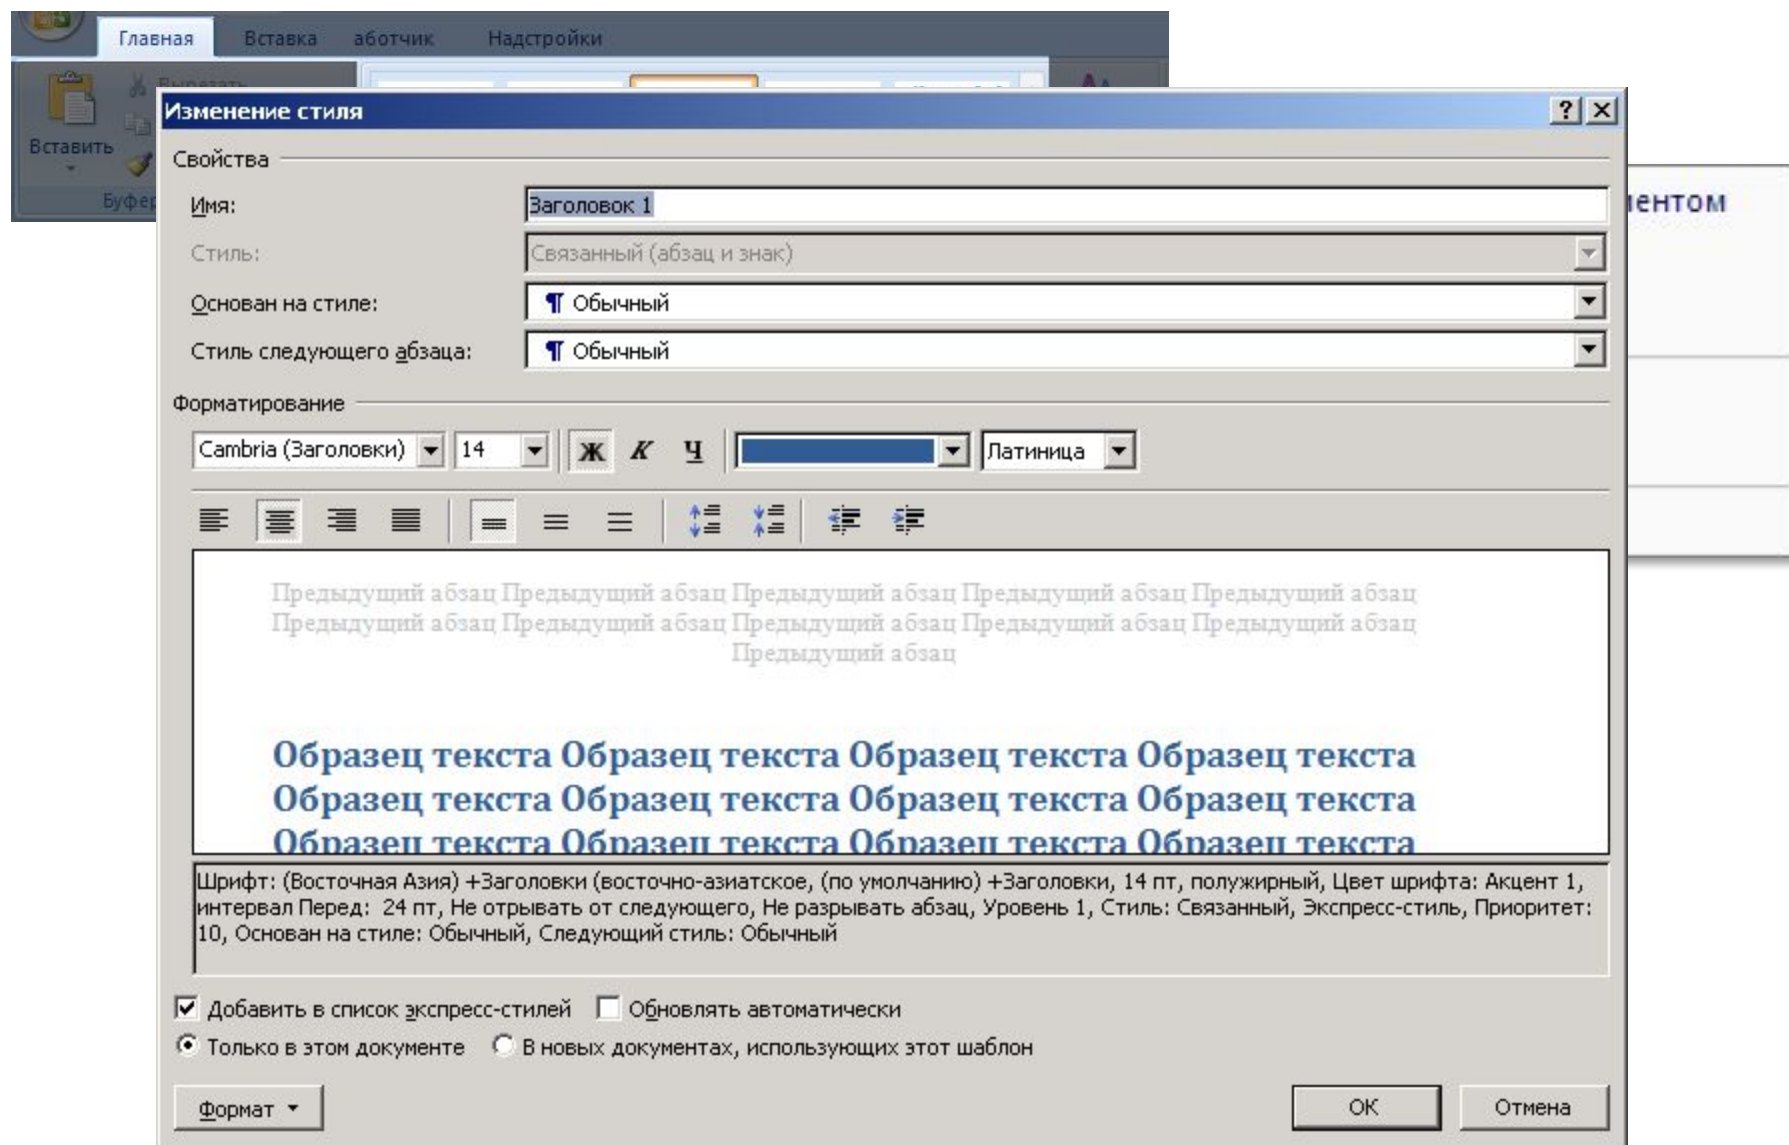 Главная Вставка аботчик Надстройки
Вырезать
Вставить
Буфер
Изменение стиля
Свойства
Имя: Заголовок 1
Стиль: Связанный (абзац и знак)
Основан на стиле: ¶ Обычный
Стиль следующего абзаца: ¶ Обычный
Форматирование
Cambria (Заголовки) 14 Ж К Ч Латиница
Предыдущий абзац Предыдущий абзац Предыдущий абзац Предыдущий абзац Предыдущий абзац
Предыдущий абзац Предыдущий абзац Предыдущий абзац Предыдущий абзац Предыдущий абзац
Предыдущий абзац
Образец текста Образец текста Образец текста Образец текста
Образец текста Образец текста Образец текста Образец текста
Образец текста Образец текста Образец текста Образец текста
Шрифт: (Восточная Азия) +Заголовки (восточно-азиатское, (по умолчанию) +Заголовки, 14 пт, полужирный, Цвет шрифта: Акцент 1,
интервал Перед: 24 пт, Не отрывать от следующего, Не разрывать абзац, Уровень 1, Стиль: Связанный, Экспресс-стиль, Приоритет:
10, Основан на стиле: Обычный, Следующий стиль: Обычный
Добавить в список экспресс-стилей Обновлять автоматически
Только в этом документе В новых документах, использующих этот шаблон
Формат ОК Отмена
ментом